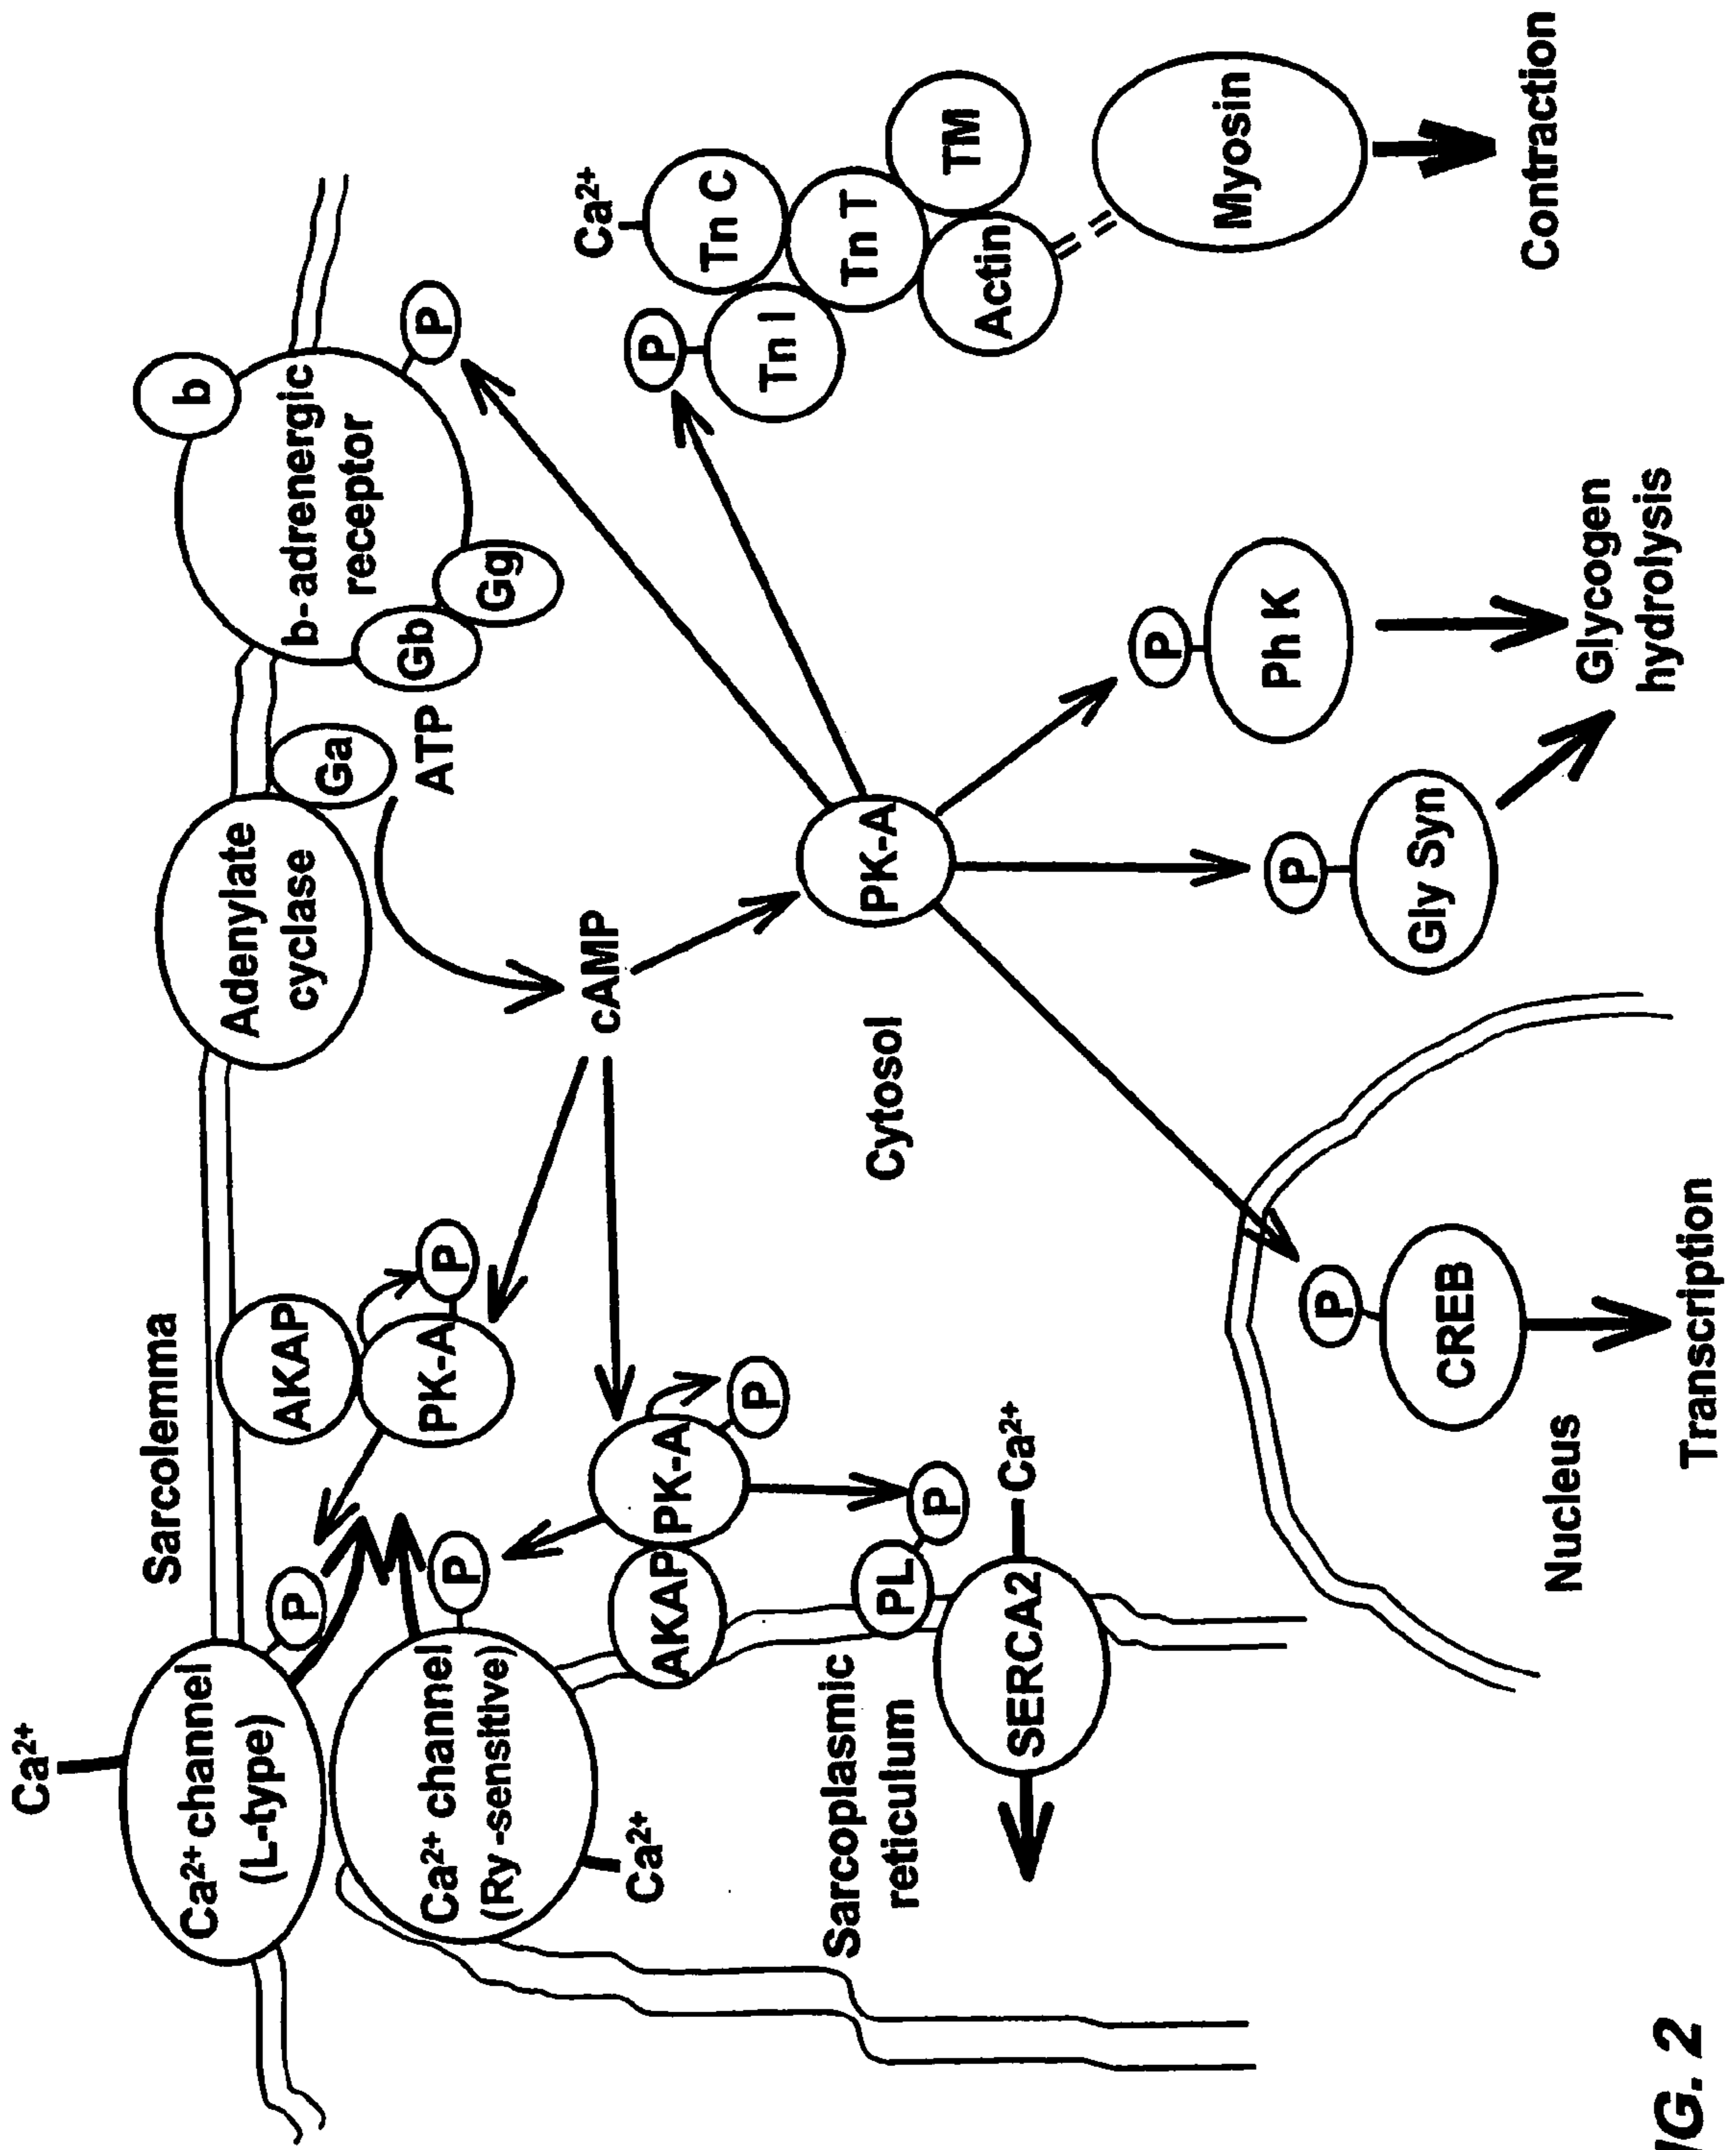 Ca²⁺
Sarcolemma
Ca²⁺ channel
(L-type)
P
AKAP
PK-A
P
Adenylate
cyclase
Ga
ATP
b
b-adrenergic
receptor
Gb
Gg
P
Ca²⁺ channel
(Ry -sensitive)
P
Ca²⁺
AKAP
PK-A
P
cAMP
Sarcoplasmic
reticulum
PL
P
SERCA2
Ca²⁺
Cytosol
PK-A
Ca²⁺
P
Tn I
Tn C
Tn T
TM
Actin
Myosin
Contraction
P
Ph K
Glycogen
hydrolysis
P
Gly Syn
P
CREB
Nucleus
Transcription
IG. 2